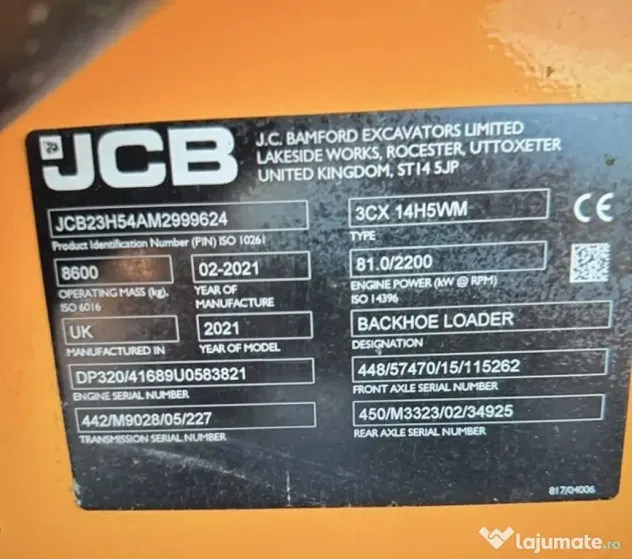 JCB
J.C. BAMFORD EXCAVATORS LIMITED
LAKESIDE WORKS, ROCESTER, UTTOXETER
UNITED KINGDOM, ST14 5JP
JCB23H54AM2999624
Product Identification Number (PIN) ISO 10261
3CX 14H5WM
TYPE
CE
8600
OPERATING MASS (kg),
ISO 6016
02-2021
YEAR OF
MANUFACTURE
81.0/2200
ENGINE POWER (kW @ RPM)
ISO 14396
UK
MANUFACTURED IN
2021
YEAR OF MODEL
BACKHOE LOADER
DESIGNATION
DP320/41689U0583821
ENGINE SERIAL NUMBER
448/57470/15/115262
FRONT AXLE SERIAL NUMBER
442/M9028/05/227
TRANSMISSION SERIAL NUMBER
450/M3323/02/34925
REAR AXLE SERIAL NUMBER
817/04006
lajumate.ro